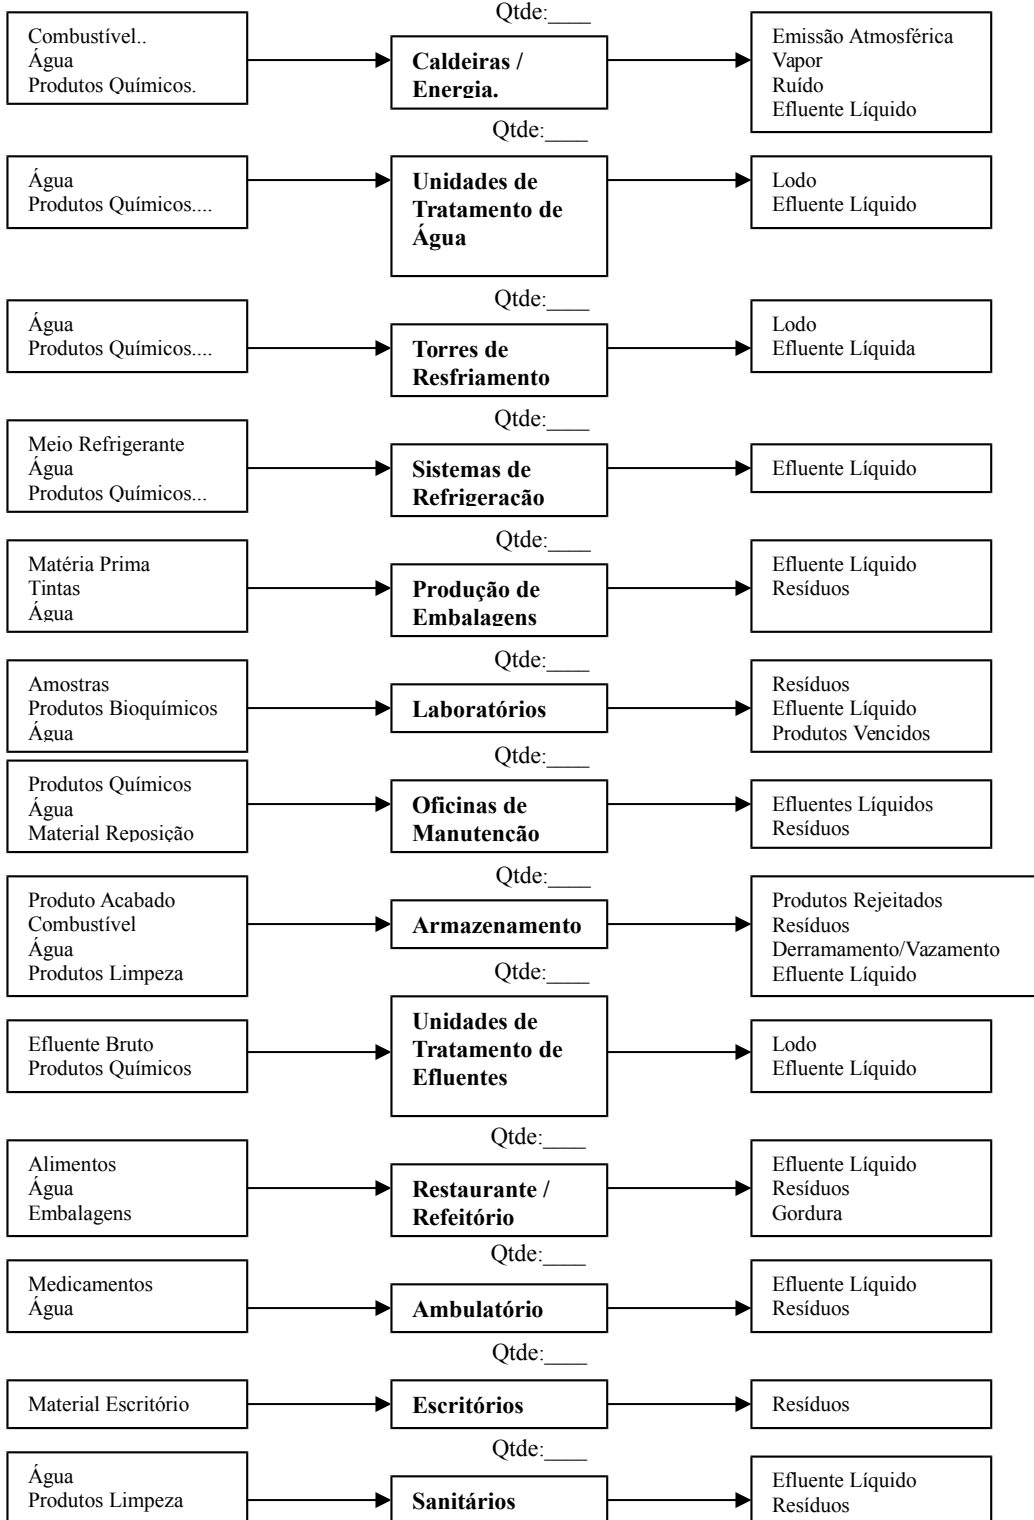 Qtde:____
Combustível..
Água
Produtos Químicos.
Caldeiras /
Energia.
Emissão Atmosférica
Vapor
Ruído
Efluente Líquido
Qtde:____
Água
Produtos Químicos....
Unidades de
Tratamento de
Água
Lodo
Efluente Líquido
Qtde:____
Água
Produtos Químicos....
Torres de
Resfriamento
Lodo
Efluente Líquida
Qtde:____
Meio Refrigerante
Água
Produtos Químicos...
Sistemas de
Refrigeração
Efluente Líquido
Qtde:____
Matéria Prima
Tintas
Água
Produção de
Embalagens
Efluente Líquido
Resíduos
Qtde:____
Amostras
Produtos Bioquímicos
Água
Laboratórios
Resíduos
Efluente Líquido
Produtos Vencidos
Qtde:____
Produtos Químicos
Água
Material Reposição
Oficinas de
Manutenção
Efluentes Líquidos
Resíduos
Qtde:____
Produto Acabado
Combustível
Água
Produtos Limpeza
Armazenamento
Produtos Rejeitados
Resíduos
Derramamento/Vazamento
Efluente Líquido
Qtde:____
Efluente Bruto
Produtos Químicos
Unidades de
Tratamento de
Efluentes
Lodo
Efluente Líquido
Qtde:____
Alimentos
Água
Embalagens
Restaurante /
Refeitório
Efluente Líquido
Resíduos
Gordura
Qtde:____
Medicamentos
Água
Ambulatório
Efluente Líquido
Resíduos
Qtde:____
Material Escritório
Escritórios
Resíduos
Qtde:____
Água
Produtos Limpeza
Sanitários
Efluente Líquido
Resíduos